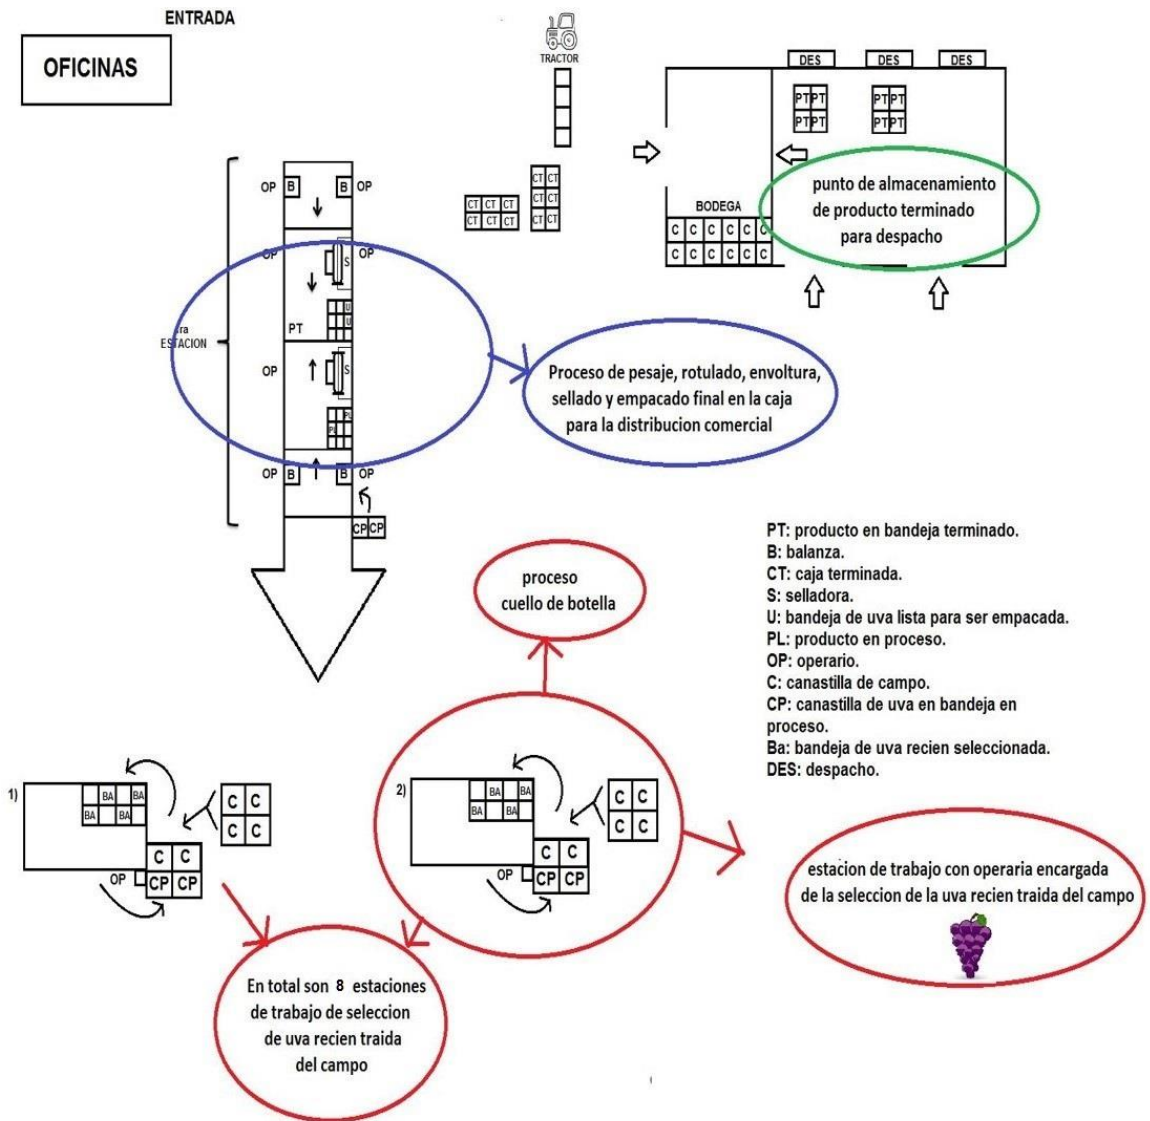 ENTRADA
OFICINAS
TRACTOR
DES DES DES
PT PT PT PT
PT PT PT PT
punto de almacenamiento
de producto terminado
para despacho
BODEGA
C C C C C C
C C C C C C
CT CT
CT CT
CT CT
CT CT CT
CT CT CT
OP B B OP
OP S OP
U
PT U
ra
ESTACION
OP S
PL
PL
OP B B OP
CP CP
Proceso de pesaje, rotulado, envoltura,
sellado y empacado final en la caja
para la distribucion comercial
PT: producto en bandeja terminado.
B: balanza.
CT: caja terminada.
S: selladora.
U: bandeja de uva lista para ser empacada.
PL: producto en proceso.
OP: operario.
C: canastilla de campo.
CP: canastilla de uva en bandeja en
proceso.
Ba: bandeja de uva recien seleccionada.
DES: despacho.
proceso
cuello de botella
1)
BA BA
BA BA
C C
C C
C C
OP CP CP
2)
BA BA
BA BA
C C
C C
C C
OP CP CP
estacion de trabajo con operaria encargada
de la seleccion de la uva recien traida del campo
En total son 8 estaciones
de trabajo de seleccion
de uva recien traida
del campo